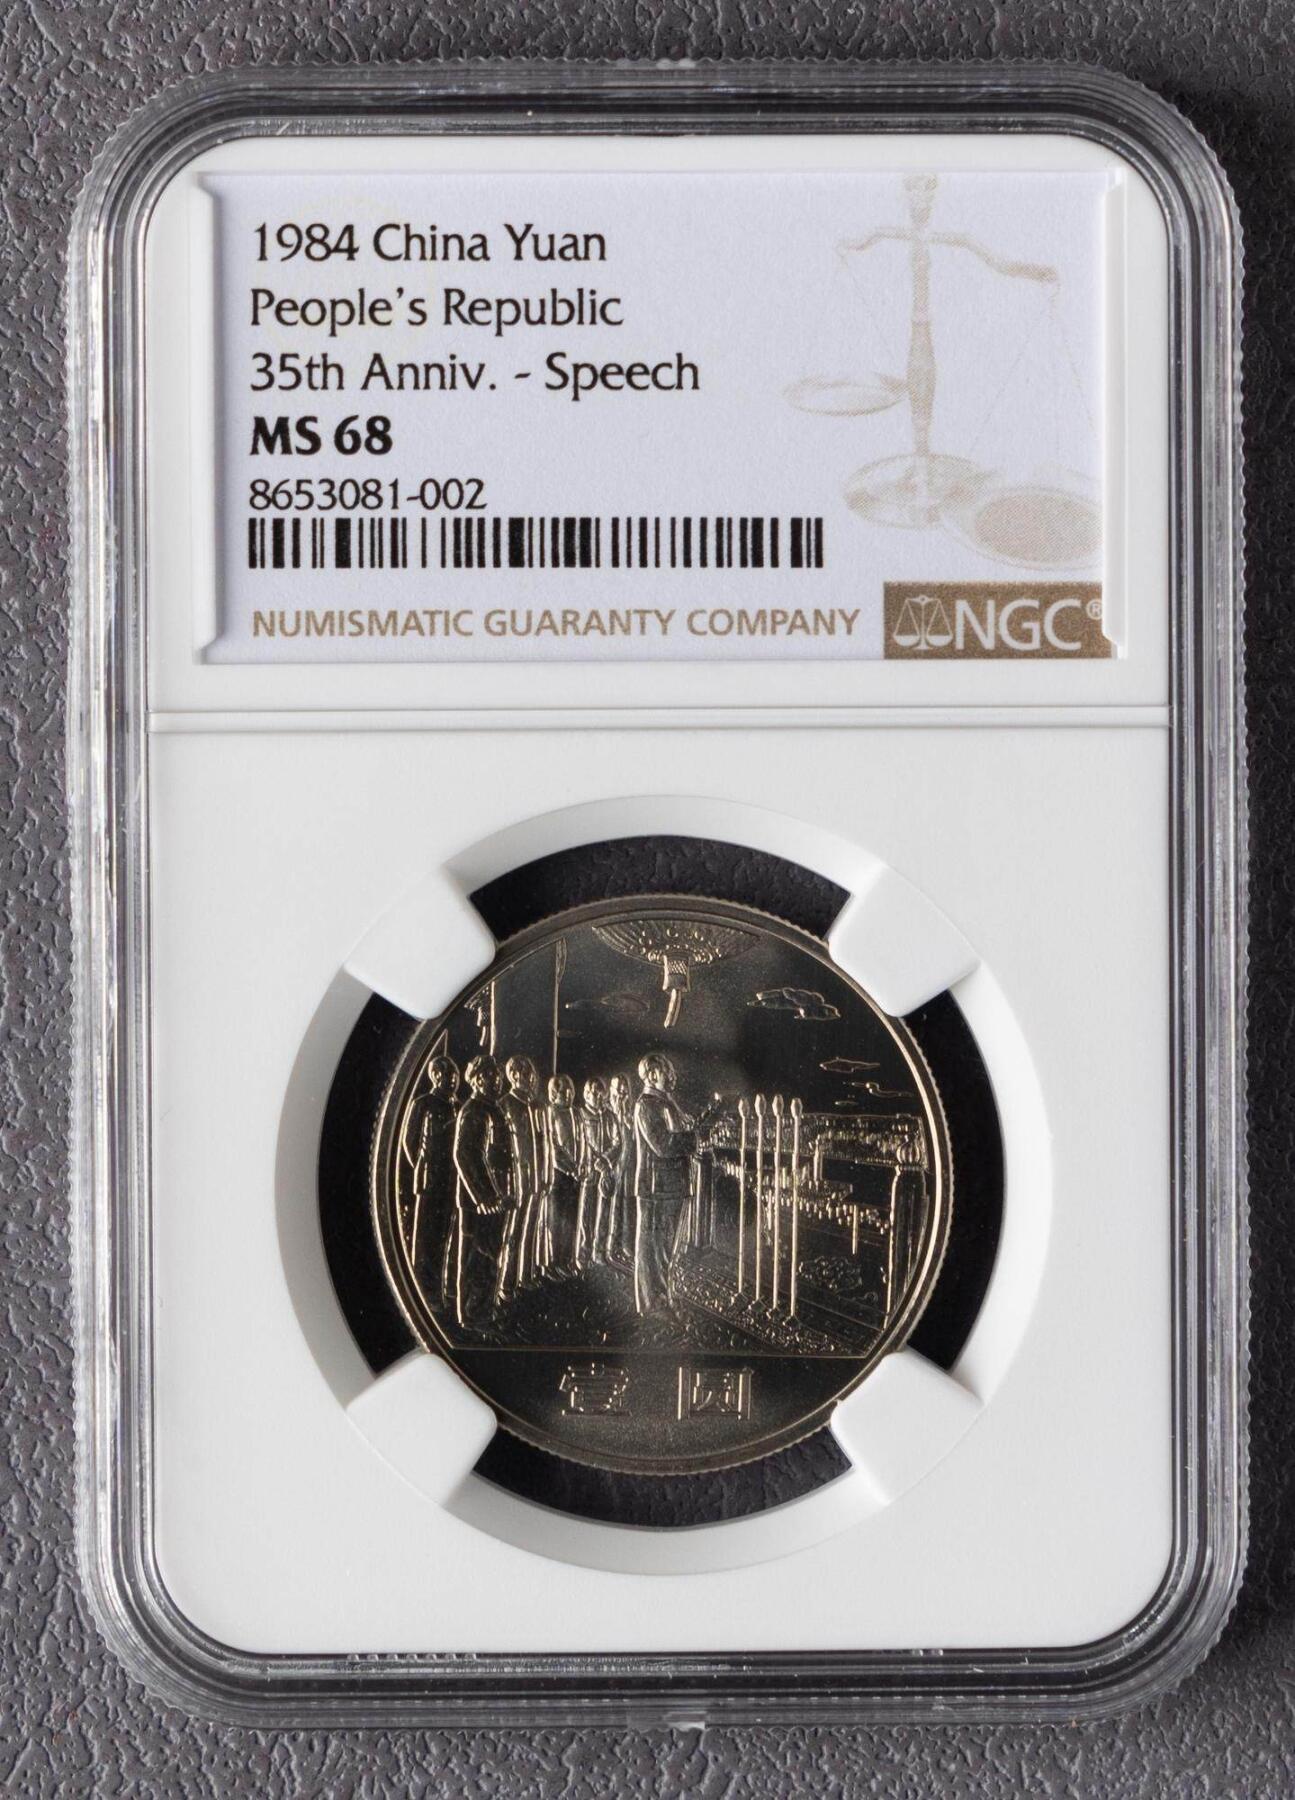 1984 China Yuan
People's Republic
35th Anniv. - Speech
MS 68
8653081-002
NUMISMATIC GUARANTY COMPANY
NGC®
壹圆